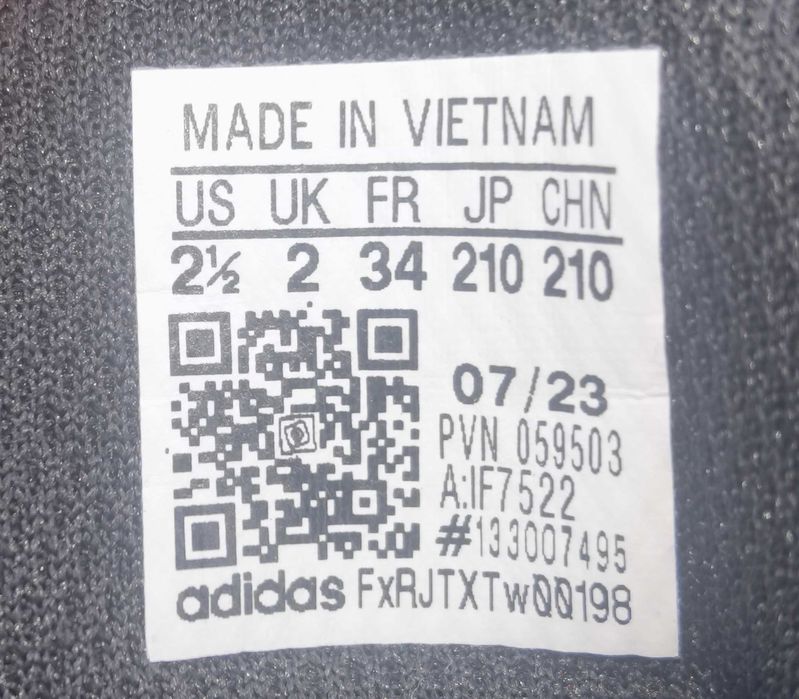 MADE IN VIETNAM
US UK FR JP CHN
2½ 2 34 210 210
07/23
PVN 059503
A:IF7522
#133007495
adidas FxRJTXTw00198